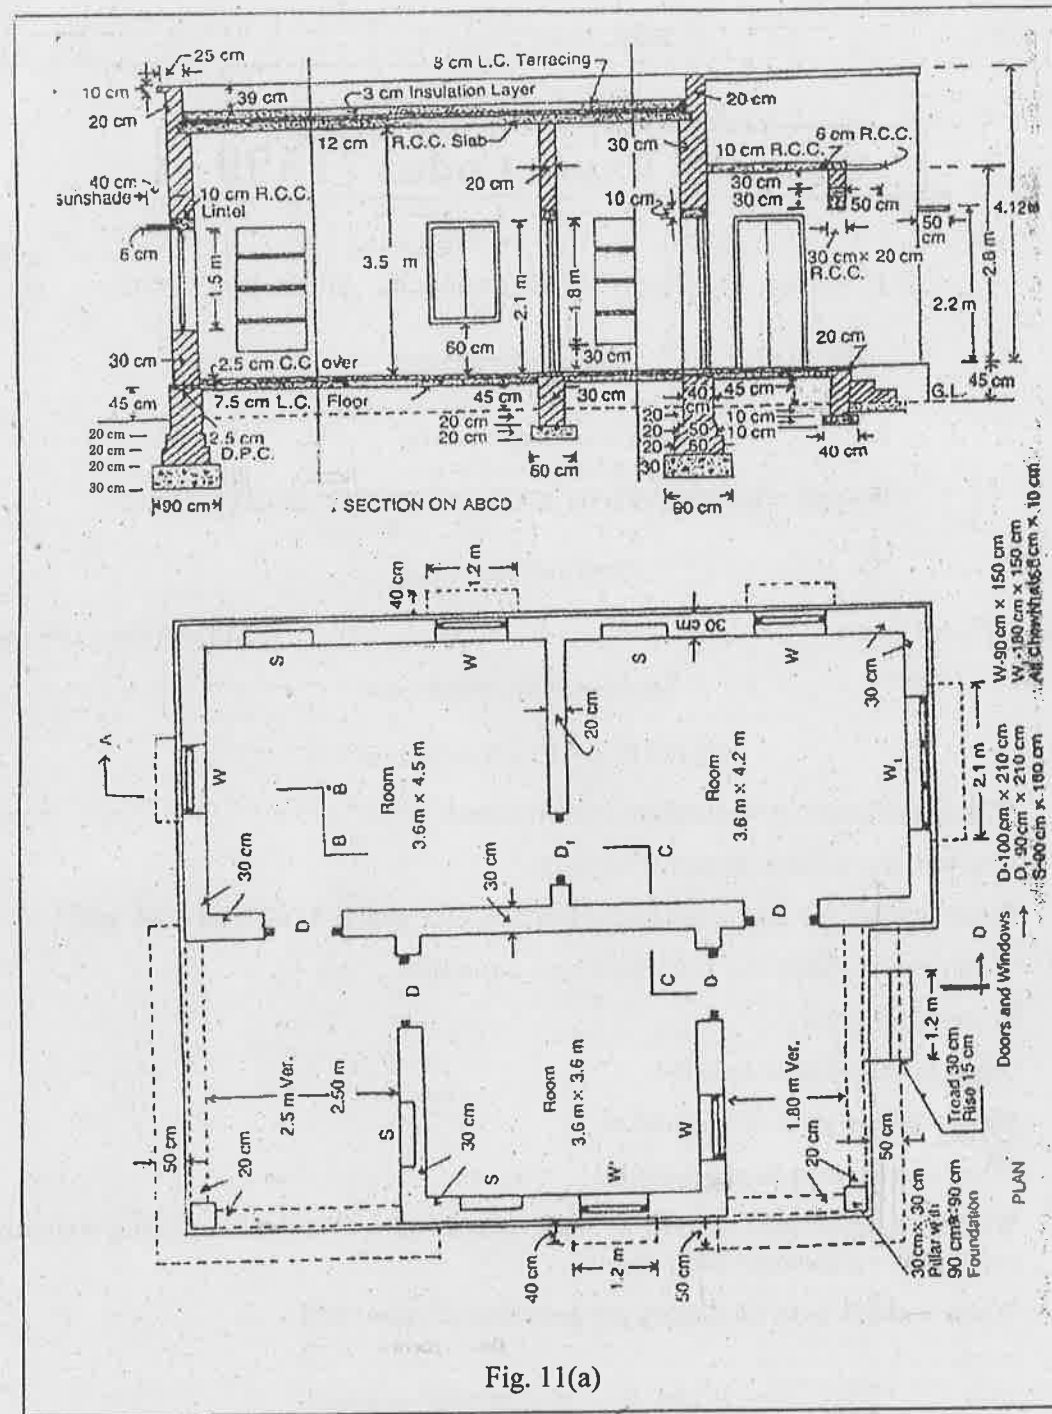 25 cm
8 cm L.C. Terracing
10 cm
39 cm
3 cm Insulation Layer
20 cm
20 cm
12 cm
R.C.C. Slab
30 cm
6 cm R.C.C.
10 cm R.C.C.
40 cm
sunshade
10 cm R.C.C.
Lintel
20 cm
10 cm
30 cm
30 cm
50 cm
50
cm
4.12
6 cm
1.5 m
3.5 m
2.1 m
1.8 m
30 cm × 20 cm
R.C.C.
2.8 m
2.2 m
60 cm
30 cm
20 cm
30 cm
2.5 cm C.C over
7.5 cm L.C. Floor
45 cm
45 cm
30 cm
40
cm
45 cm
G.L.
45 cm
20 cm
20 cm
20 cm
30 cm
2.5 cm
D.P.C.
20 cm
20 cm
20
20
20
30
50
60
10 cm
10 cm
90 cm
60 cm
90 cm
40 cm
SECTION ON ABCD
40 cm
1.2 m
S
W
S
30 cm
W
A
W
B
B
Room
3.6m × 4.5 m
20 cm
Room
3.6 m × 4.2 m
30 cm
W1
2.1 m
30 cm
30 cm
D1
C
D
D
D
C
D
50 cm
20 cm
2.5 m Ver.
2.50 m
S
30 cm
Room
3.6 m × 3.6 m
S
W
W
1.80 m Ver.
20 cm
50 cm
40 cm
1.2 m
50 cm
1.2 m
D
Tread 30 cm
Rise 15 cm
30 cm × 30 cm
Pillar with
90 cm × 90 cm
Foundation
PLAN
Doors and Windows
D-100 cm × 210 cm
D1 90 cm × 210 cm
W-90 cm × 150 cm
W1-180 cm × 150 cm
Fig. 11(a)